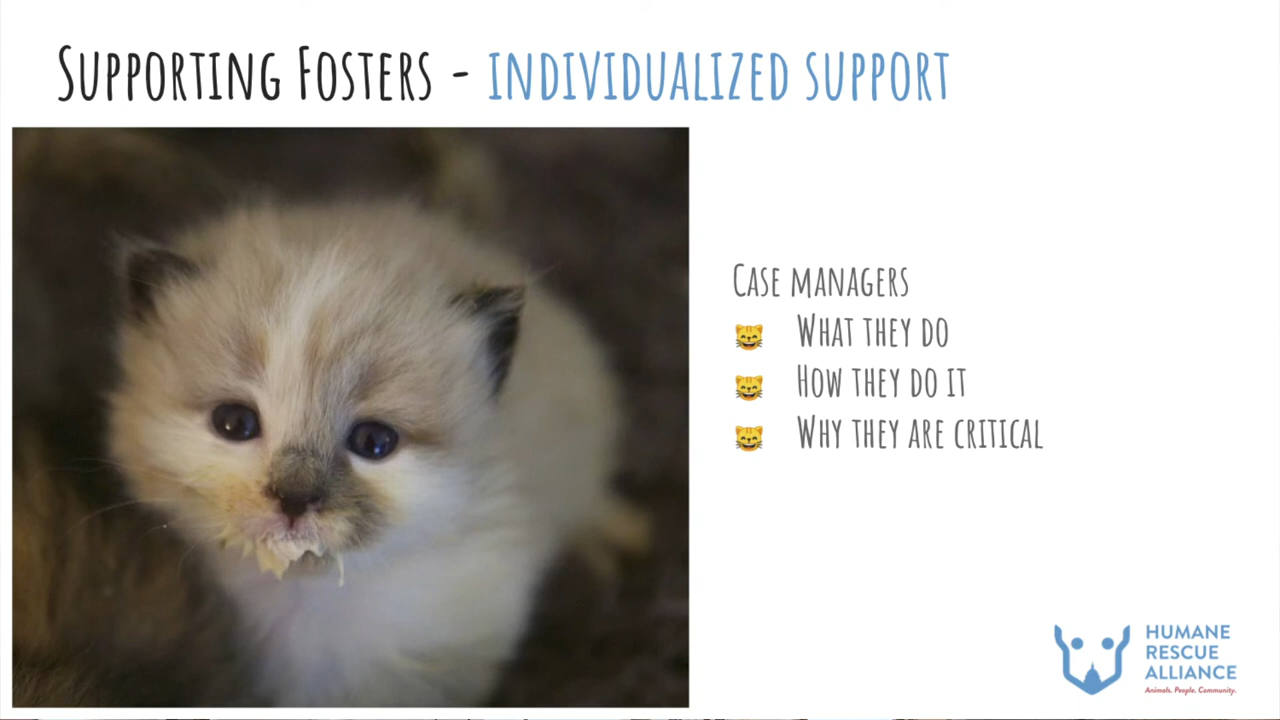 Supporting Fosters - individualized support
Case managers
What they do
How they do it
Why they are critical
HUMANE
RESCUE
ALLIANCE
Animals. People. Community.